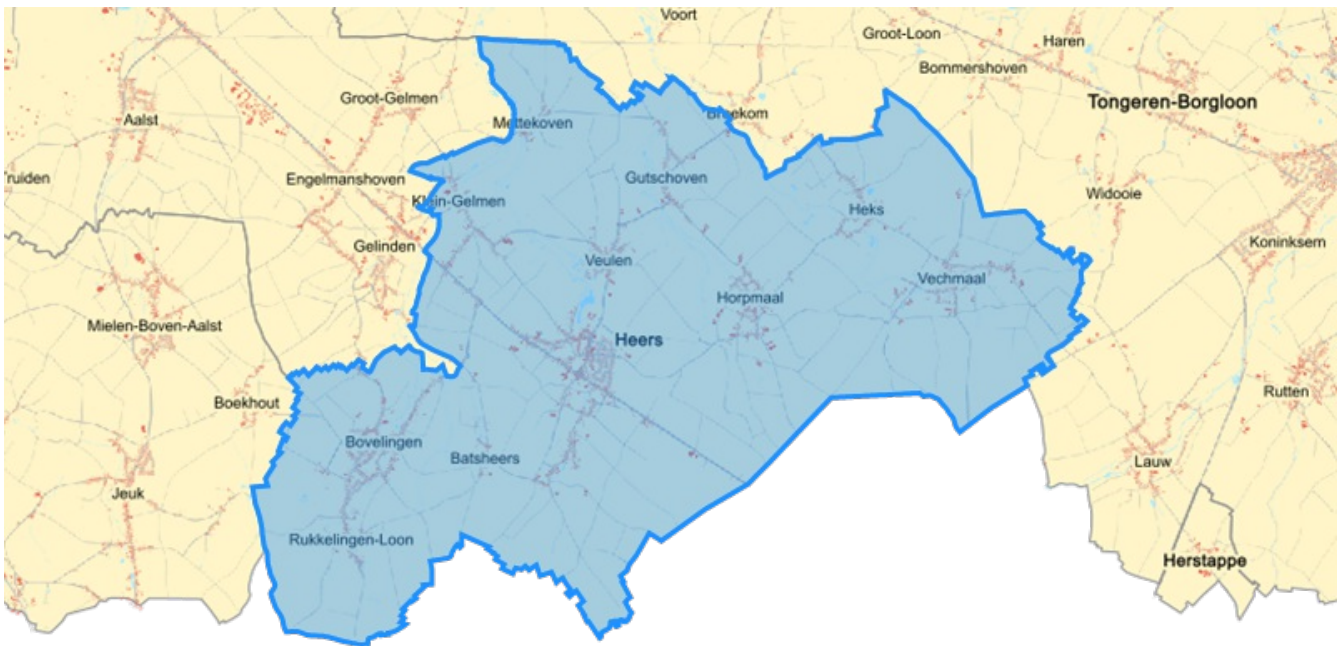 Voort
Groot-Loon
Haren
Bommershoven
Groot-Gelmen
Tongeren-Borgloon
Aalst
Mettekoven
Broekom
Truiden
Engelmanshoven
Gutschoven
Widooie
Klein-Gelmen
Heks
Gelinden
Koninksem
Veulen
Vechmaal
Horpmaal
Mielen-Boven-Aalst
Heers
Boekhout
Rutten
Bovelingen
Batsheers
Lauw
Jeuk
Rukkelingen-Loon
Herstappe